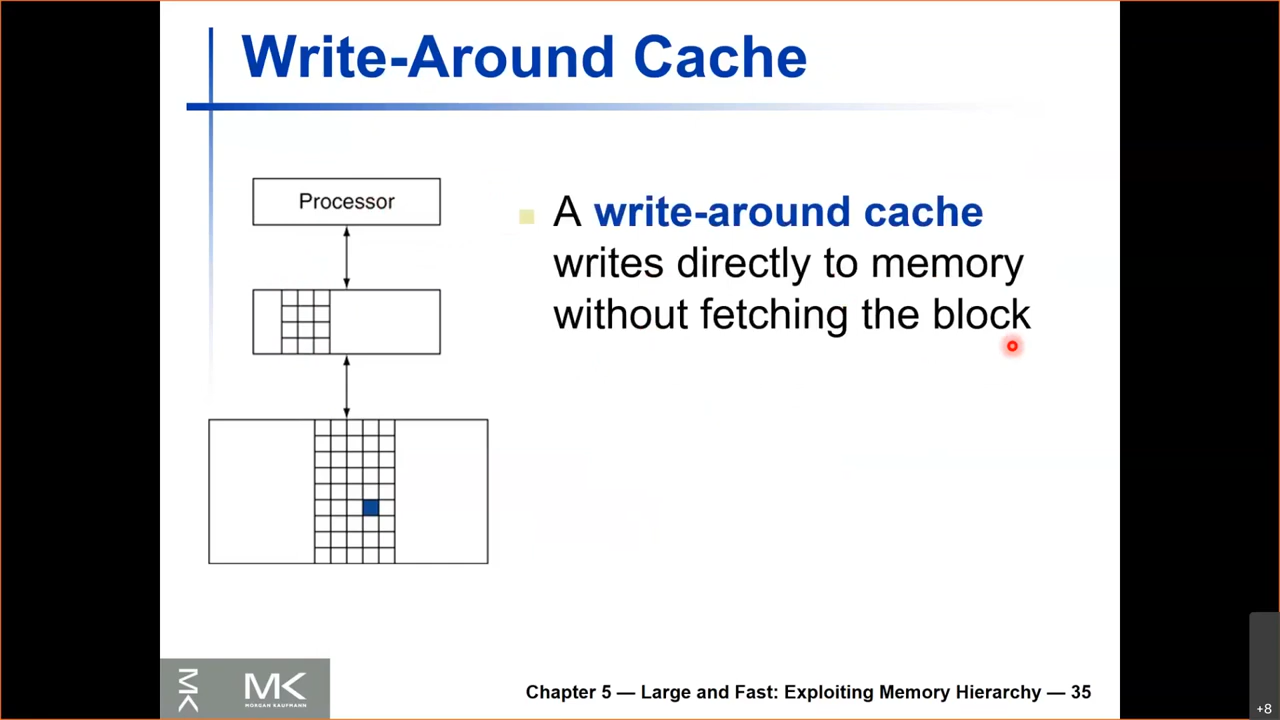 Write-Around Cache
Processor
A write-around cache
writes directly to memory
without fetching the block
MK
MK
MORGAN KAUFMANN
Chapter 5 — Large and Fast: Exploiting Memory Hierarchy — 35
+8